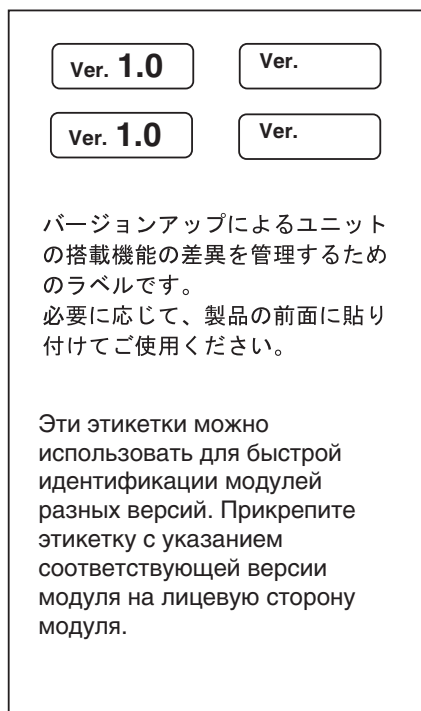 Ver. 1.0 Ver.
Ver. 1.0 Ver.
バージョンアップによるユニット
の搭載機能の差異を管理するため
のラベルです。
必要に応じて、製品の前面に貼り
付けてご使用ください。
Эти этикетки можно
использовать для быстрой
идентификации модулей
разных версий. Прикрепите
этикетку с указанием
соответствующей версии
модуля на лицевую сторону
модуля.